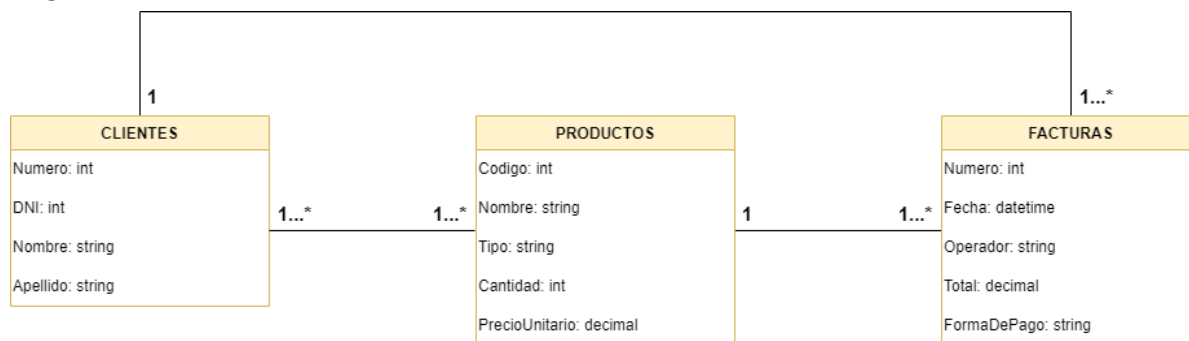 1
1...*
CLIENTES
Numero: int
DNI: int
Nombre: string
Apellido: string
1...*
1...*
PRODUCTOS
Codigo: int
Nombre: string
Tipo: string
Cantidad: int
PrecioUnitario: decimal
1
1...*
FACTURAS
Numero: int
Fecha: datetime
Operador: string
Total: decimal
FormaDePago: string